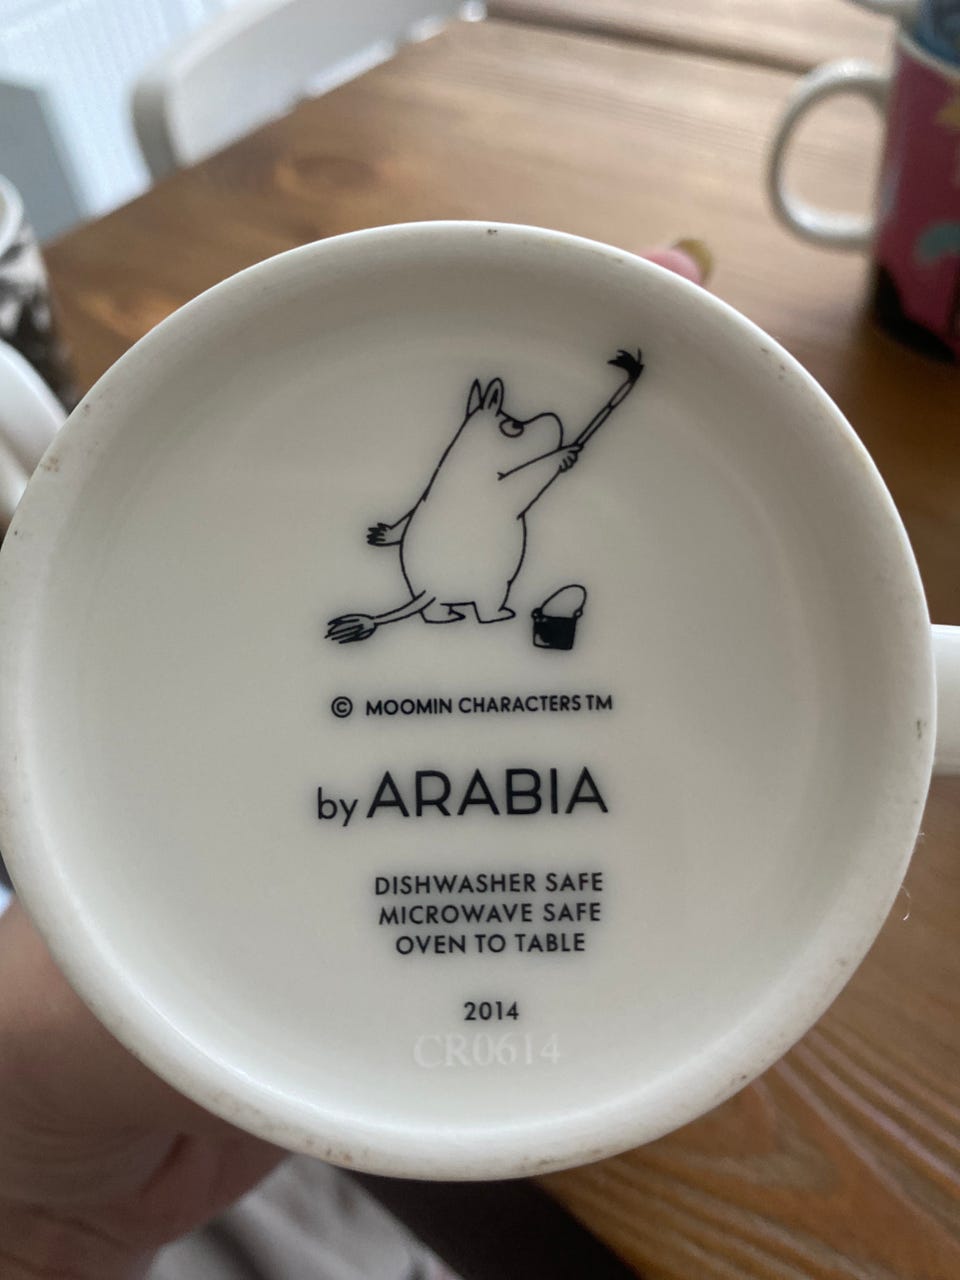 © MOOMIN CHARACTERS TM
by ARABIA
DISHWASHER SAFE
MICROWAVE SAFE
OVEN TO TABLE
2014
CR0614